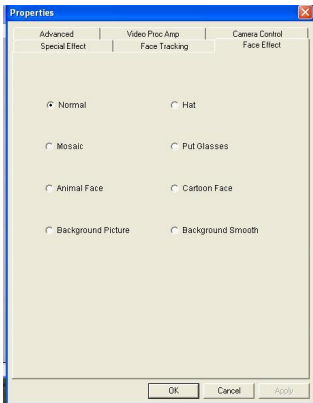 Properties
Advanced Video Proc Amp Camera Control
Special Effect Face Tracking Face Effect
Normal Hat
Mosaic Put Glasses
Animal Face Cartoon Face
Background Picture Background Smooth
OK Cancel Apply